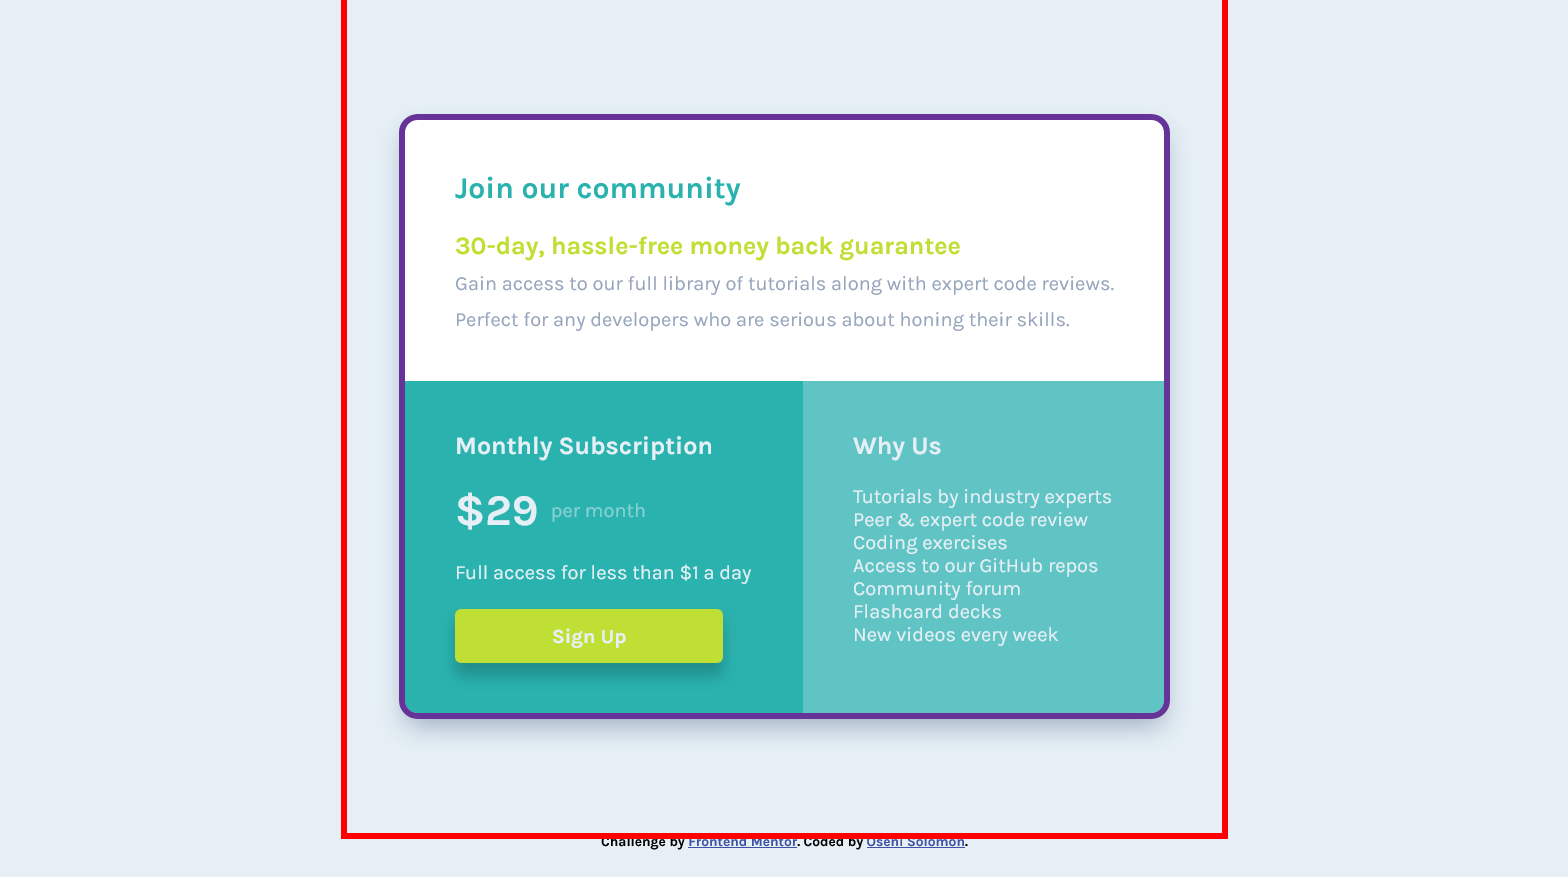 Join our community
30-day, hassle-free money back guarantee
Gain access to our full library of tutorials along with expert code reviews.
Perfect for any developers who are serious about honing their skills.
Monthly Subscription
$29 per month
Full access for less than $1 a day
Sign Up
Why Us
Tutorials by industry experts
Peer & expert code review
Coding exercises
Access to our GitHub repos
Community forum
Flashcard decks
New videos every week
Challenge by Frontend Mentor. Coded by Oseni Solomon.